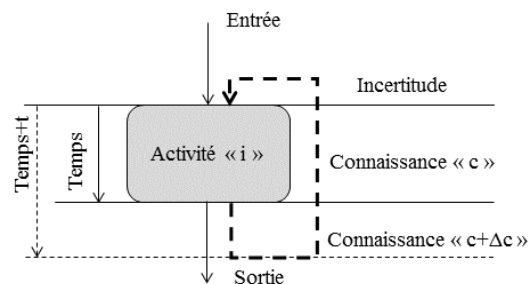 Entrée
Incertitude
Temps+t
Temps
Activité « i »
Connaissance « c »
Connaissance « c+Δc »
Sortie